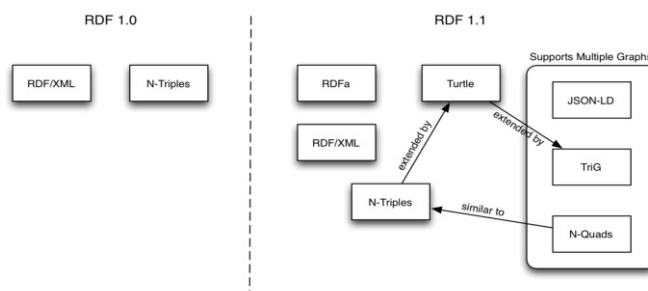 RDF 1.0
RDF 1.1
RDF/XML
N-Triples
RDFa
Turtle
Supports Multiple Graphs
JSON-LD
RDF/XML
extended by
extended by
TriG
N-Triples
similar to
N-Quads